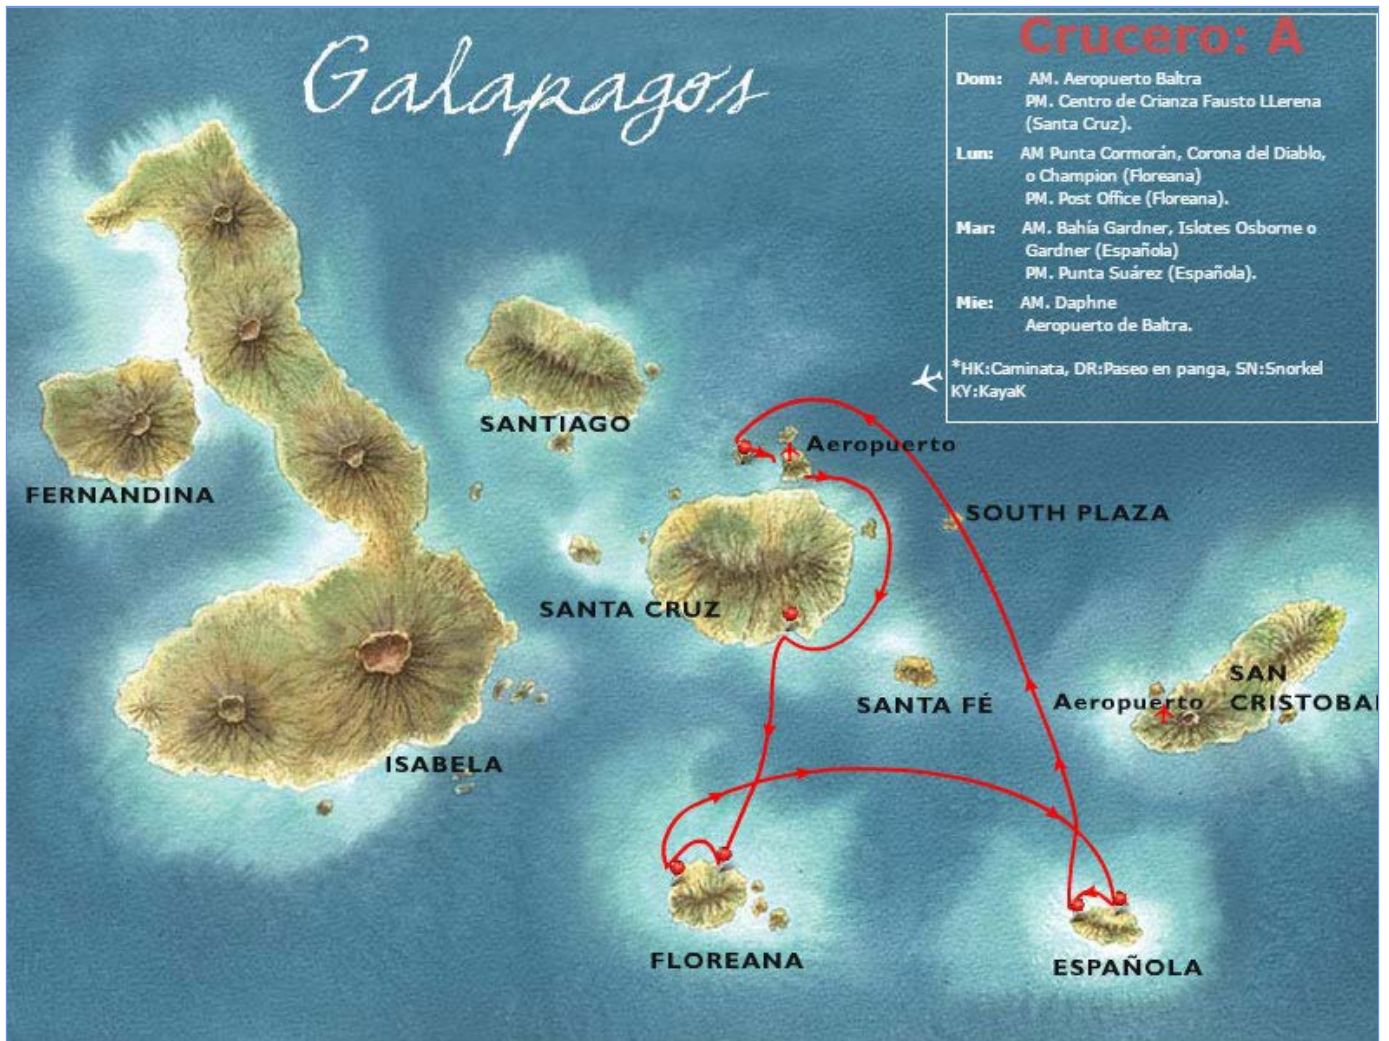 Galapagos
Crucero: A
Dom: AM. Aeropuerto Baltra
PM. Centro de Crianza Fausto LLerena
(Santa Cruz).
Lun: AM Punta Cormorán, Corona del Diablo,
o Champion (Floreana)
PM. Post Office (Floreana).
Mar: AM. Bahía Gardner, Islotes Osborne o
Gardner (Española)
PM. Punta Suárez (Española).
Mie: AM. Daphne
Aeropuerto de Baltra.
*HK:Caminata, DR:Paseo en panga, SN:Snorkel
KY:KayaK
SANTIAGO
Aeropuerto
FERNANDINA
SOUTH PLAZA
SANTA CRUZ
SANTA FÉ
Aeropuerto
SAN
CRISTOBAL
ISABELA
FLOREANA
ESPAÑOLA